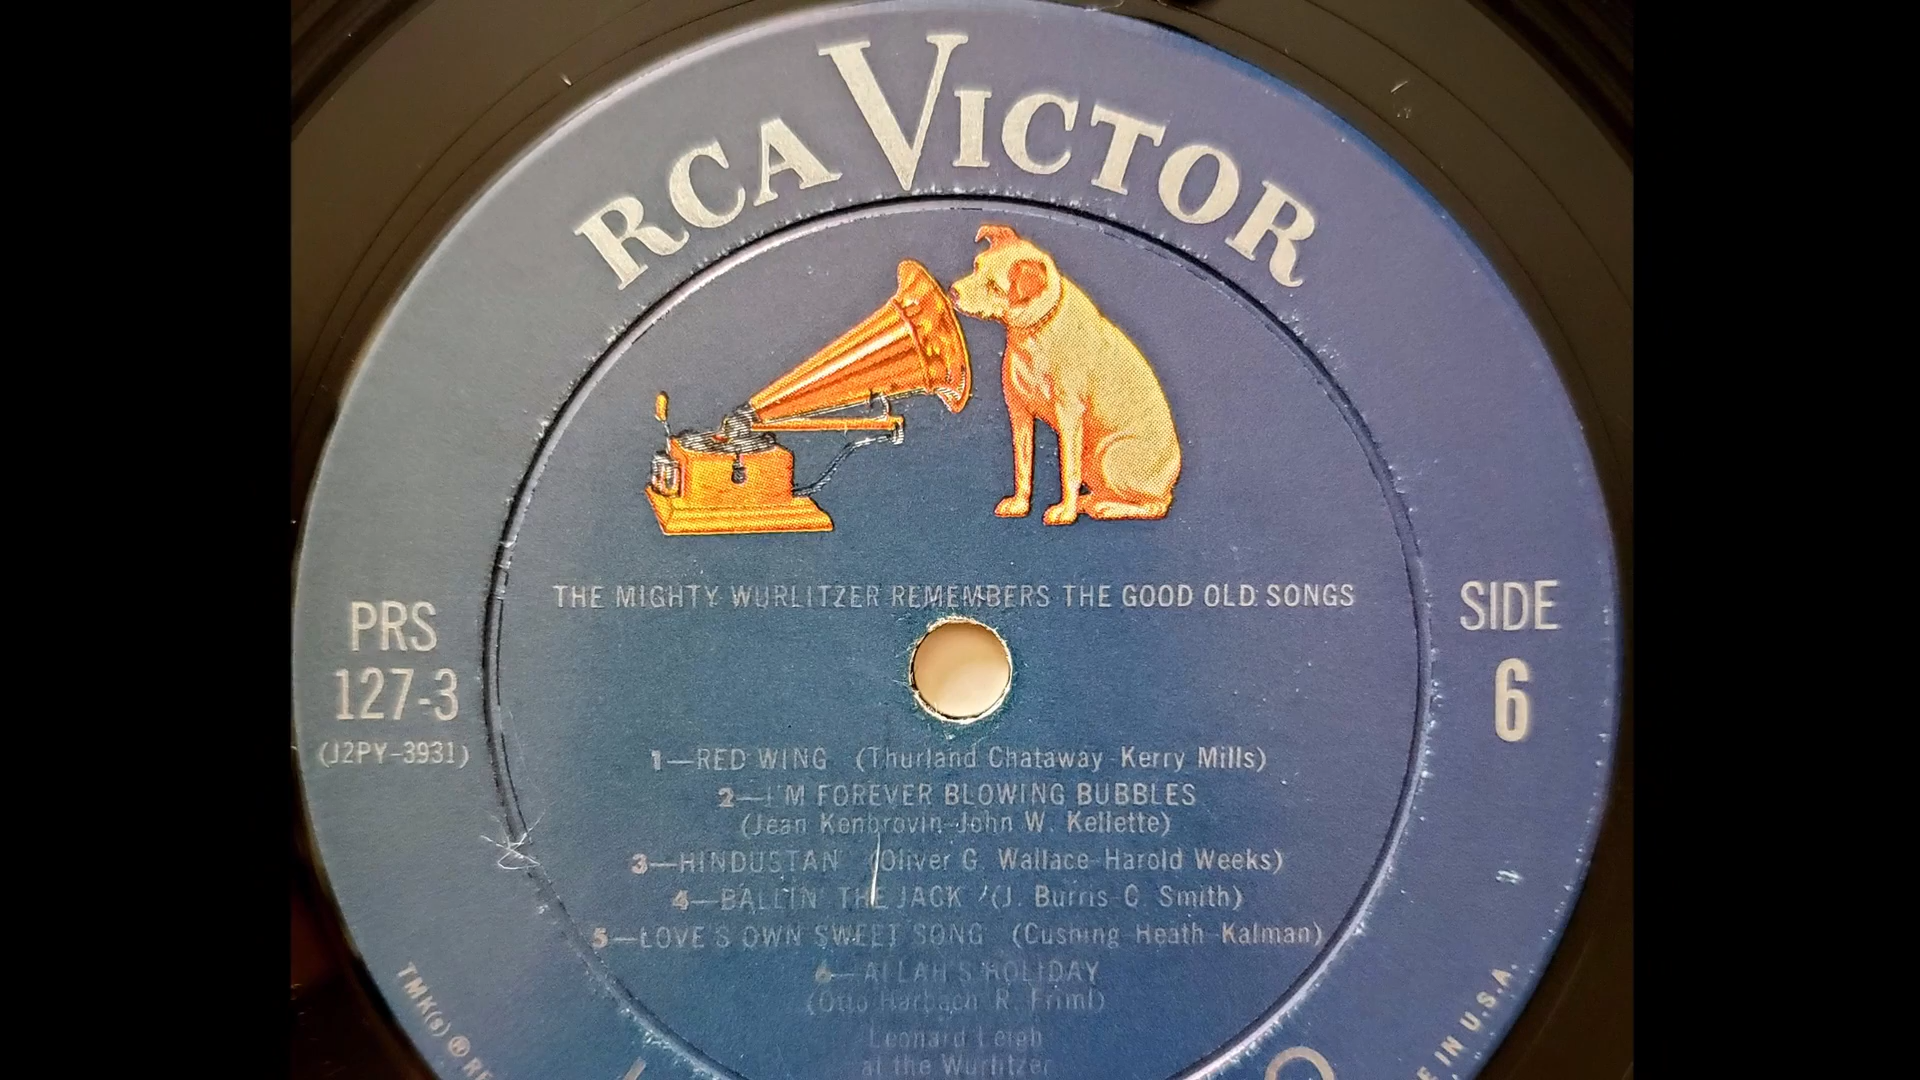 RCA VICTOR
THE MIGHTY WURLITZER REMEMBERS THE GOOD OLD SONGS
PRS
127-3
(J2PY-3931)
SIDE
6
1—RED WING (Thurland Chataway-Kerry Mills)
2—I'M FOREVER BLOWING BUBBLES
(Jean Kenbrovin-John W. Kellette)
3—HINDUSTAN (Oliver G. Wallace-Harold Weeks)
4—BALLIN' THE JACK (J. Burris-C. Smith)
5—LOVE'S OWN SWEET SONG (Cushing-Heath-Kalman)
6—ALLAH'S HOLIDAY
(Otto Harbach-R. Friml)
Leonard Leigh
at the Wurlitzer
TMK(s) ®
IN U.S.A.